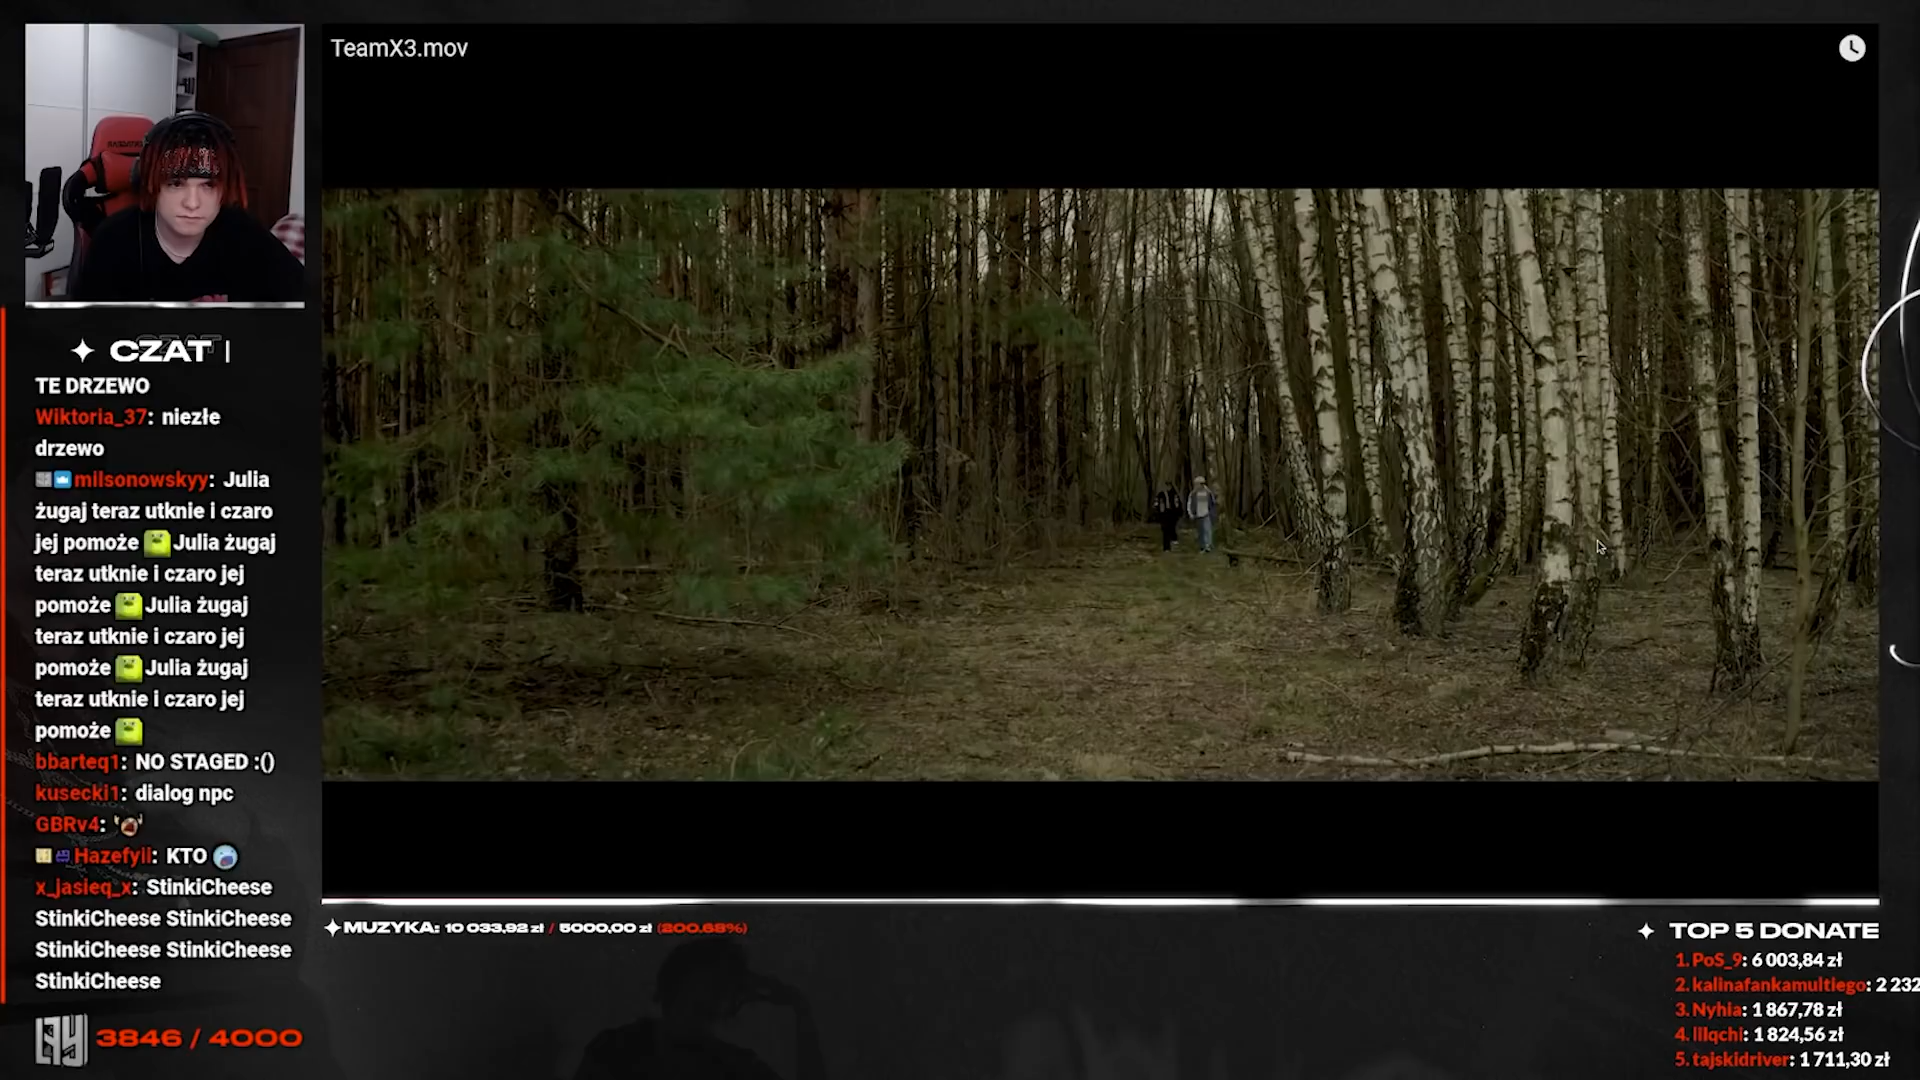 TeamX3.mov
CZAT |
TE DRZEWO
Wiktoria_37: niezłe
drzewo
milsonowskyy: Julia
żugaj teraz utknie i czaro
jej pomoże Julia żugaj
teraz utknie i czaro jej
pomoże Julia żugaj
teraz utknie i czaro jej
pomoże Julia żugaj
teraz utknie i czaro jej
pomoże
bbarteq1: NO STAGED :()
kusecki1: dialog npc
GBRv4:
Hazefyii: KTO
x_jasieq_x: StinkiCheese
StinkiCheese StinkiCheese
StinkiCheese StinkiCheese
StinkiCheese
3846 / 4000
MUZYKA: 10 033,92 zł / 5000,00 zł (200.68%)
TOP 5 DONATE
1. PoS_9: 6 003,84 zł
2. kalinafankamultiego: 2 232
3. Nyhia: 1 867,78 zł
4. lilqchi: 1 824,56 zł
5. tajskidriver: 1 711,30 zł